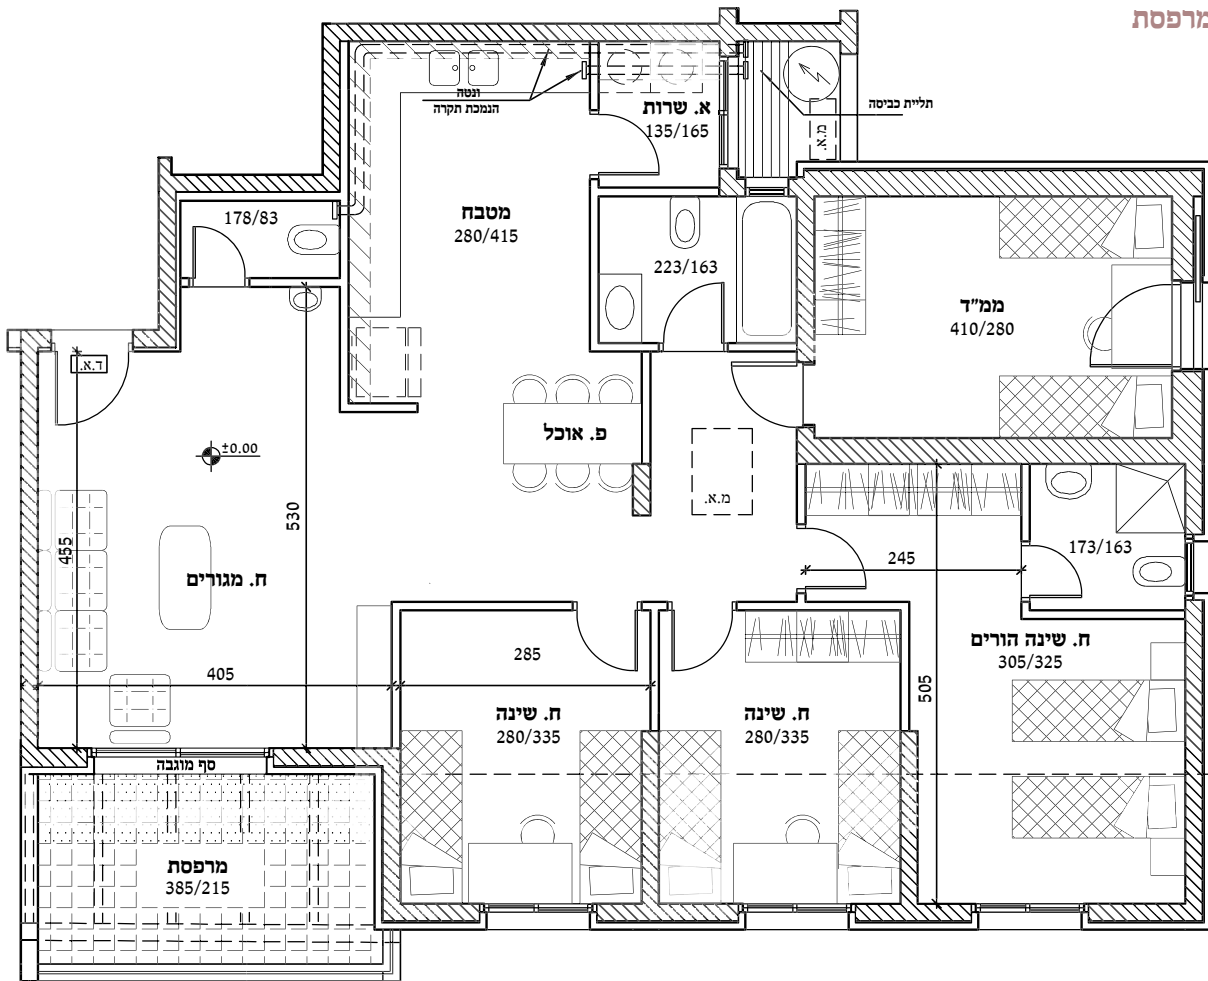 מרפסת
ונטה
הנמכת תקרה
א. שרות
135/165
תליית כביסה
מ.א.
178/83
מטבח
280/415
223/163
ממ״ד
410/280
ד.א.
±0.00
פ. אוכל
מ.א.
530
455
ח. מגורים
245
173/163
405
285
ח. שינה הורים
305/325
505
ח. שינה
280/335
ח. שינה
280/335
סף מוגבה
מרפסת
385/215